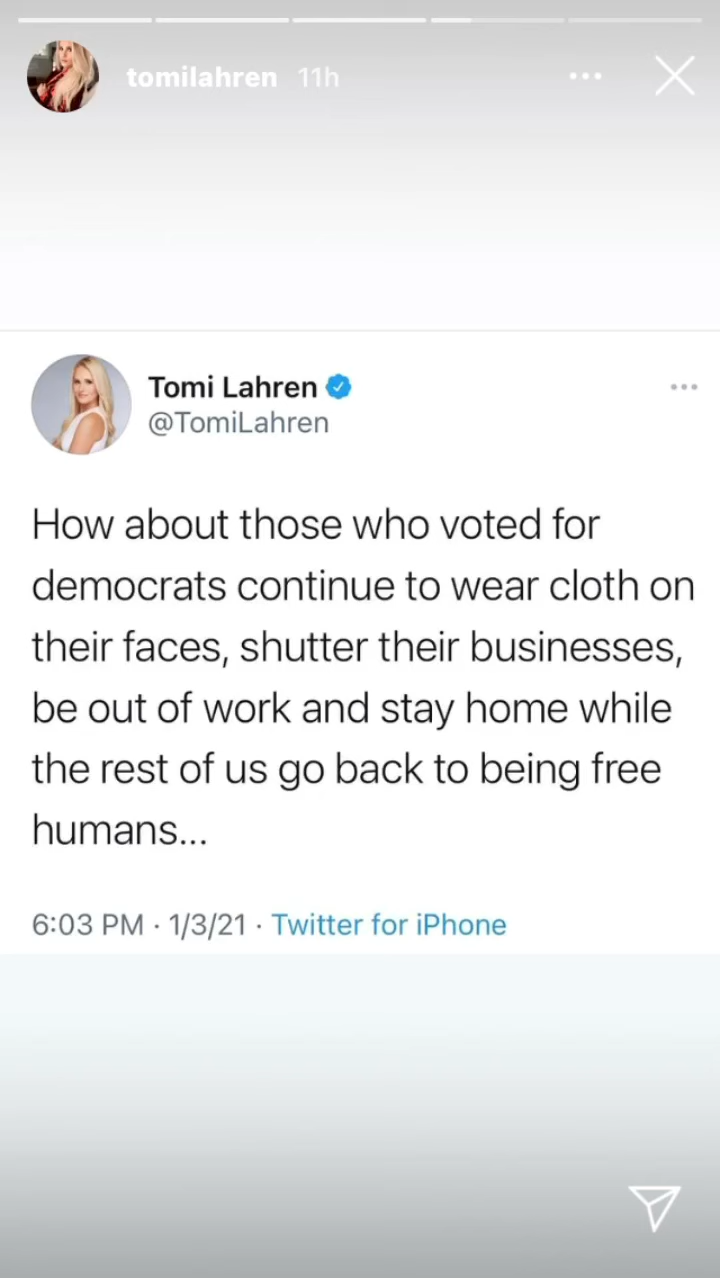 tomilahren 11h
Tomi Lahren
@TomiLahren
How about those who voted for
democrats continue to wear cloth on
their faces, shutter their businesses,
be out of work and stay home while
the rest of us go back to being free
humans...
6:03 PM · 1/3/21 · Twitter for iPhone